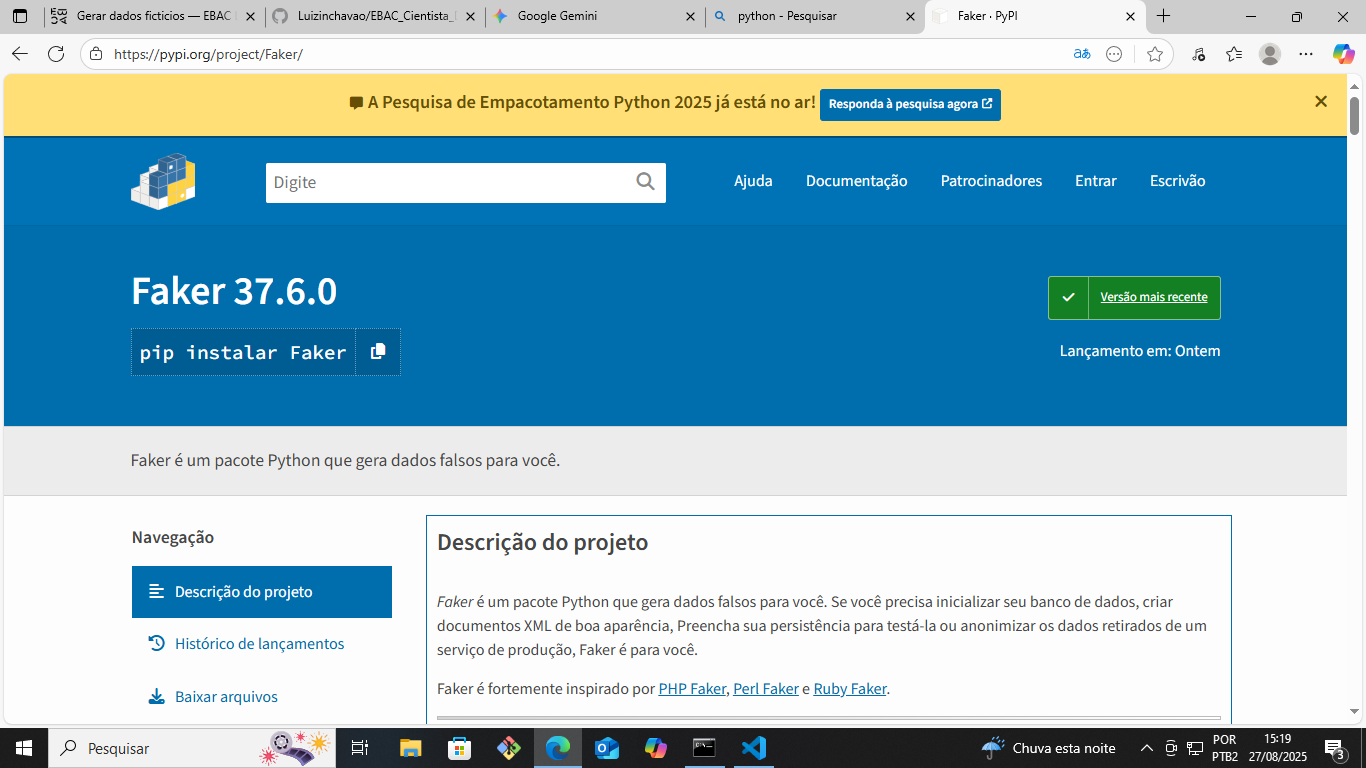 Gerar dados ficticios — EBAC
Luizinchavao/EBAC_Cientista_
Google Gemini
python - Pesquisar
Faker · PyPI
https://pypi.org/project/Faker/
A Pesquisa de Empacotamento Python 2025 já está no ar! Responda à pesquisa agora
Digite
Ajuda
Documentação
Patrocinadores
Entrar
Escrivão
Faker 37.6.0
Versão mais recente
pip instalar Faker
Lançamento em: Ontem
Faker é um pacote Python que gera dados falsos para você.
Navegação
Descrição do projeto
Histórico de lançamentos
Baixar arquivos
Descrição do projeto
Faker é um pacote Python que gera dados falsos para você. Se você precisa inicializar seu banco de dados, criar
documentos XML de boa aparência, Preencha sua persistência para testá-la ou anonimizar os dados retirados de um
serviço de produção, Faker é para você.
Faker é fortemente inspirado por PHP Faker, Perl Faker e Ruby Faker.
Pesquisar
Chuva esta noite
POR
PTB2
15:19
27/08/2025
3